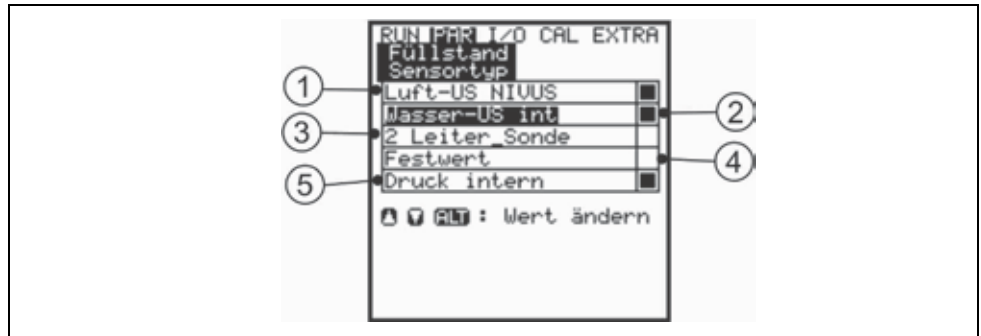 RUN PAR I/O CAL EXTRA
Füllstand
Sensortyp
1 Luft-US NIVUS
Wasser-US int 2
3 2 Leiter_Sonde
Festwert 4
5 Druck intern
ALT : Wert ändern